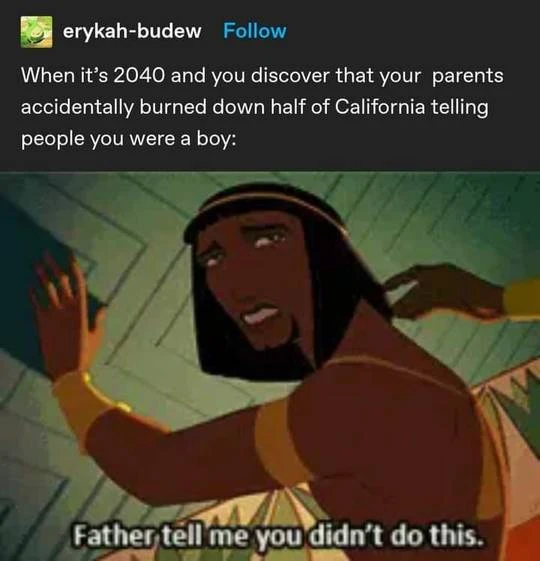 erykah-budew Follow
When it’s 2040 and you discover that your parents
accidentally burned down half of California telling
people you were a boy:
Father tell me you didn't do this.